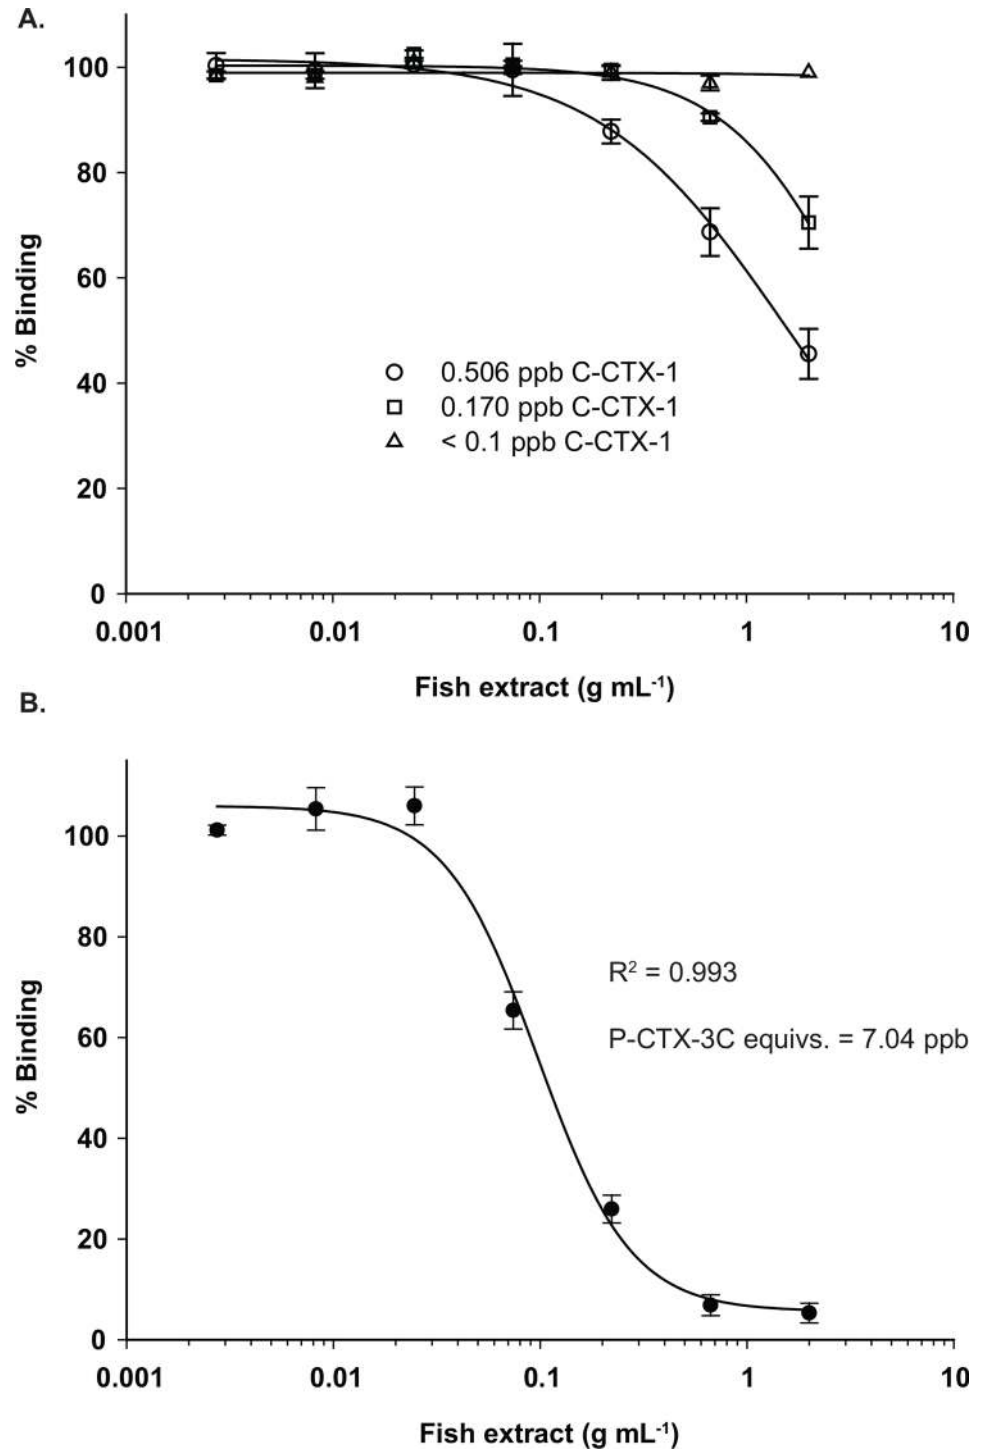 A.
100
80
60
40
20
0
% Binding
0.506 ppb C-CTX-1
0.170 ppb C-CTX-1
< 0.1 ppb C-CTX-1
0.001 0.01 0.1 1 10
Fish extract (g mL⁻¹)
B.
100
80
60
40
20
0
% Binding
R² = 0.993
P-CTX-3C equivs. = 7.04 ppb
0.001 0.01 0.1 1 10
Fish extract (g mL⁻¹)